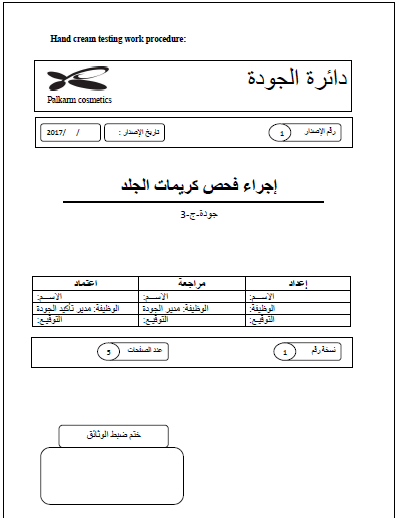 Hand cream testing work procedure:
دائرة الجودة
Palkarm cosmetics
رقم الإصدار 1
تاريخ الإصدار : / /2017
إجراء فحص كريمات الجلد
جودة-ج-3
إعداد مراجعة اعتماد
الاسم: الاسم: الاسم:
الوظيفة: الوظيفة: مدير الجودة الوظيفة: مدير تأكيد الجودة
التوقيع: التوقيع: التوقيع:
نسخة رقم 1 عدد الصفحات 5
ختم ضبط الوثائق